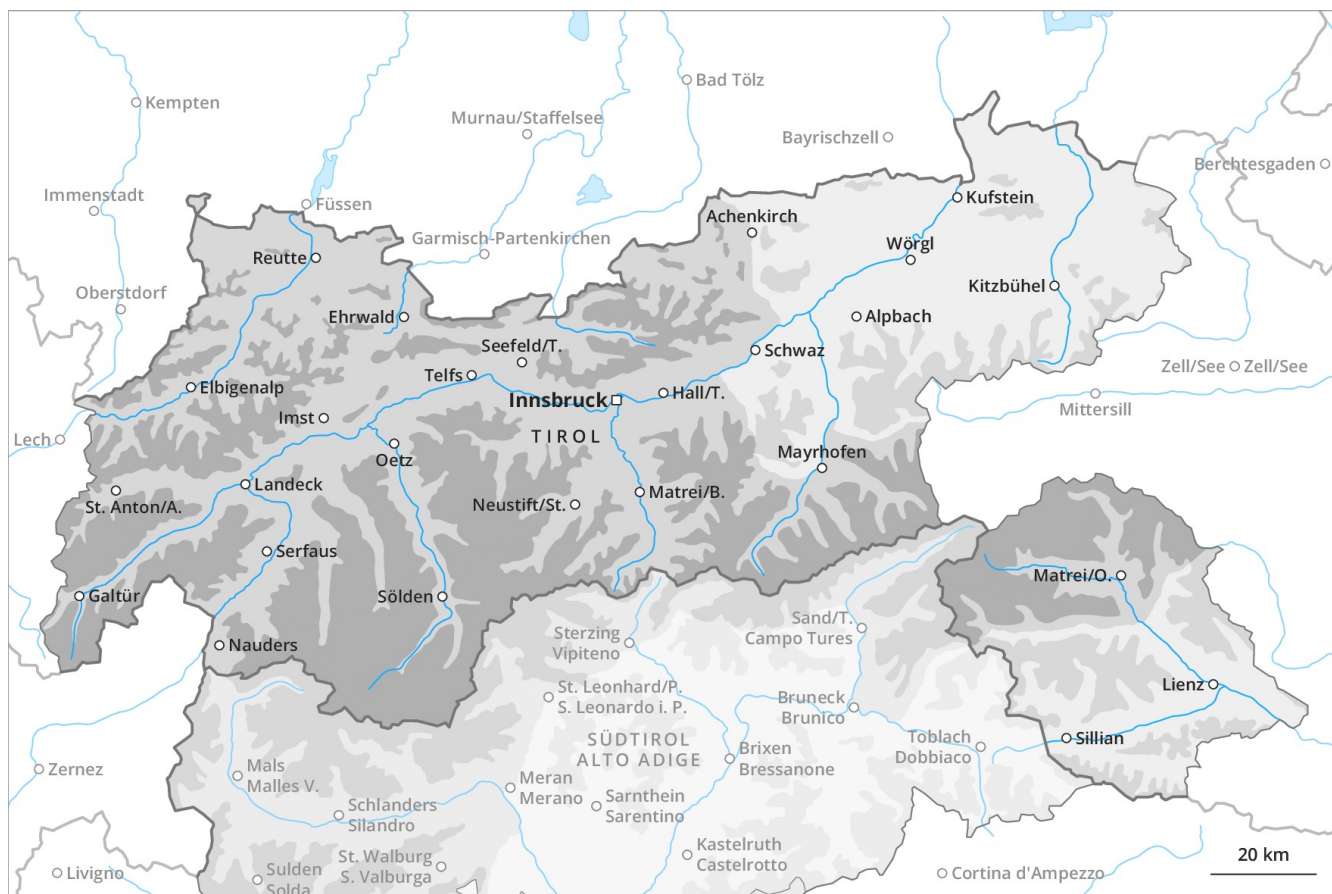 Bad Tölz
Kempten
Murnau/Staffelsee
Bayrischzell
Berchtesgaden
Immenstadt
Füssen
Kufstein
Achenkirch
Garmisch-Partenkirchen
Wörgl
Reutte
Kitzbühel
Oberstdorf
Ehrwald
Alpbach
Seefeld/T.
Schwaz
Zell/See
Zell/See
Telfs
Elbigenalp
Hall/T.
Innsbruck
Mittersill
Imst
TIROL
Lech
Oetz
Mayrhofen
Landeck
Matrei/B.
St. Anton/A.
Neustift/St.
Serfaus
Matrei/O.
Galtür
Sölden
Sand/T.
Campo Tures
Sterzing
Vipiteno
Nauders
Lienz
St. Leonhard/P.
S. Leonardo i. P.
Bruneck
Brunico
SÜDTIROL
ALTO ADIGE
Toblach
Dobbiaco
Sillian
Brixen
Bressanone
Zernez
Mals
Malles V.
Meran
Merano
Sarnthein
Sarentino
Schlanders
Silandro
Kastelruth
Castelrotto
20 km
St. Walburg
S. Valburga
Livigno
Sulden
Solda
Cortina d'Ampezzo